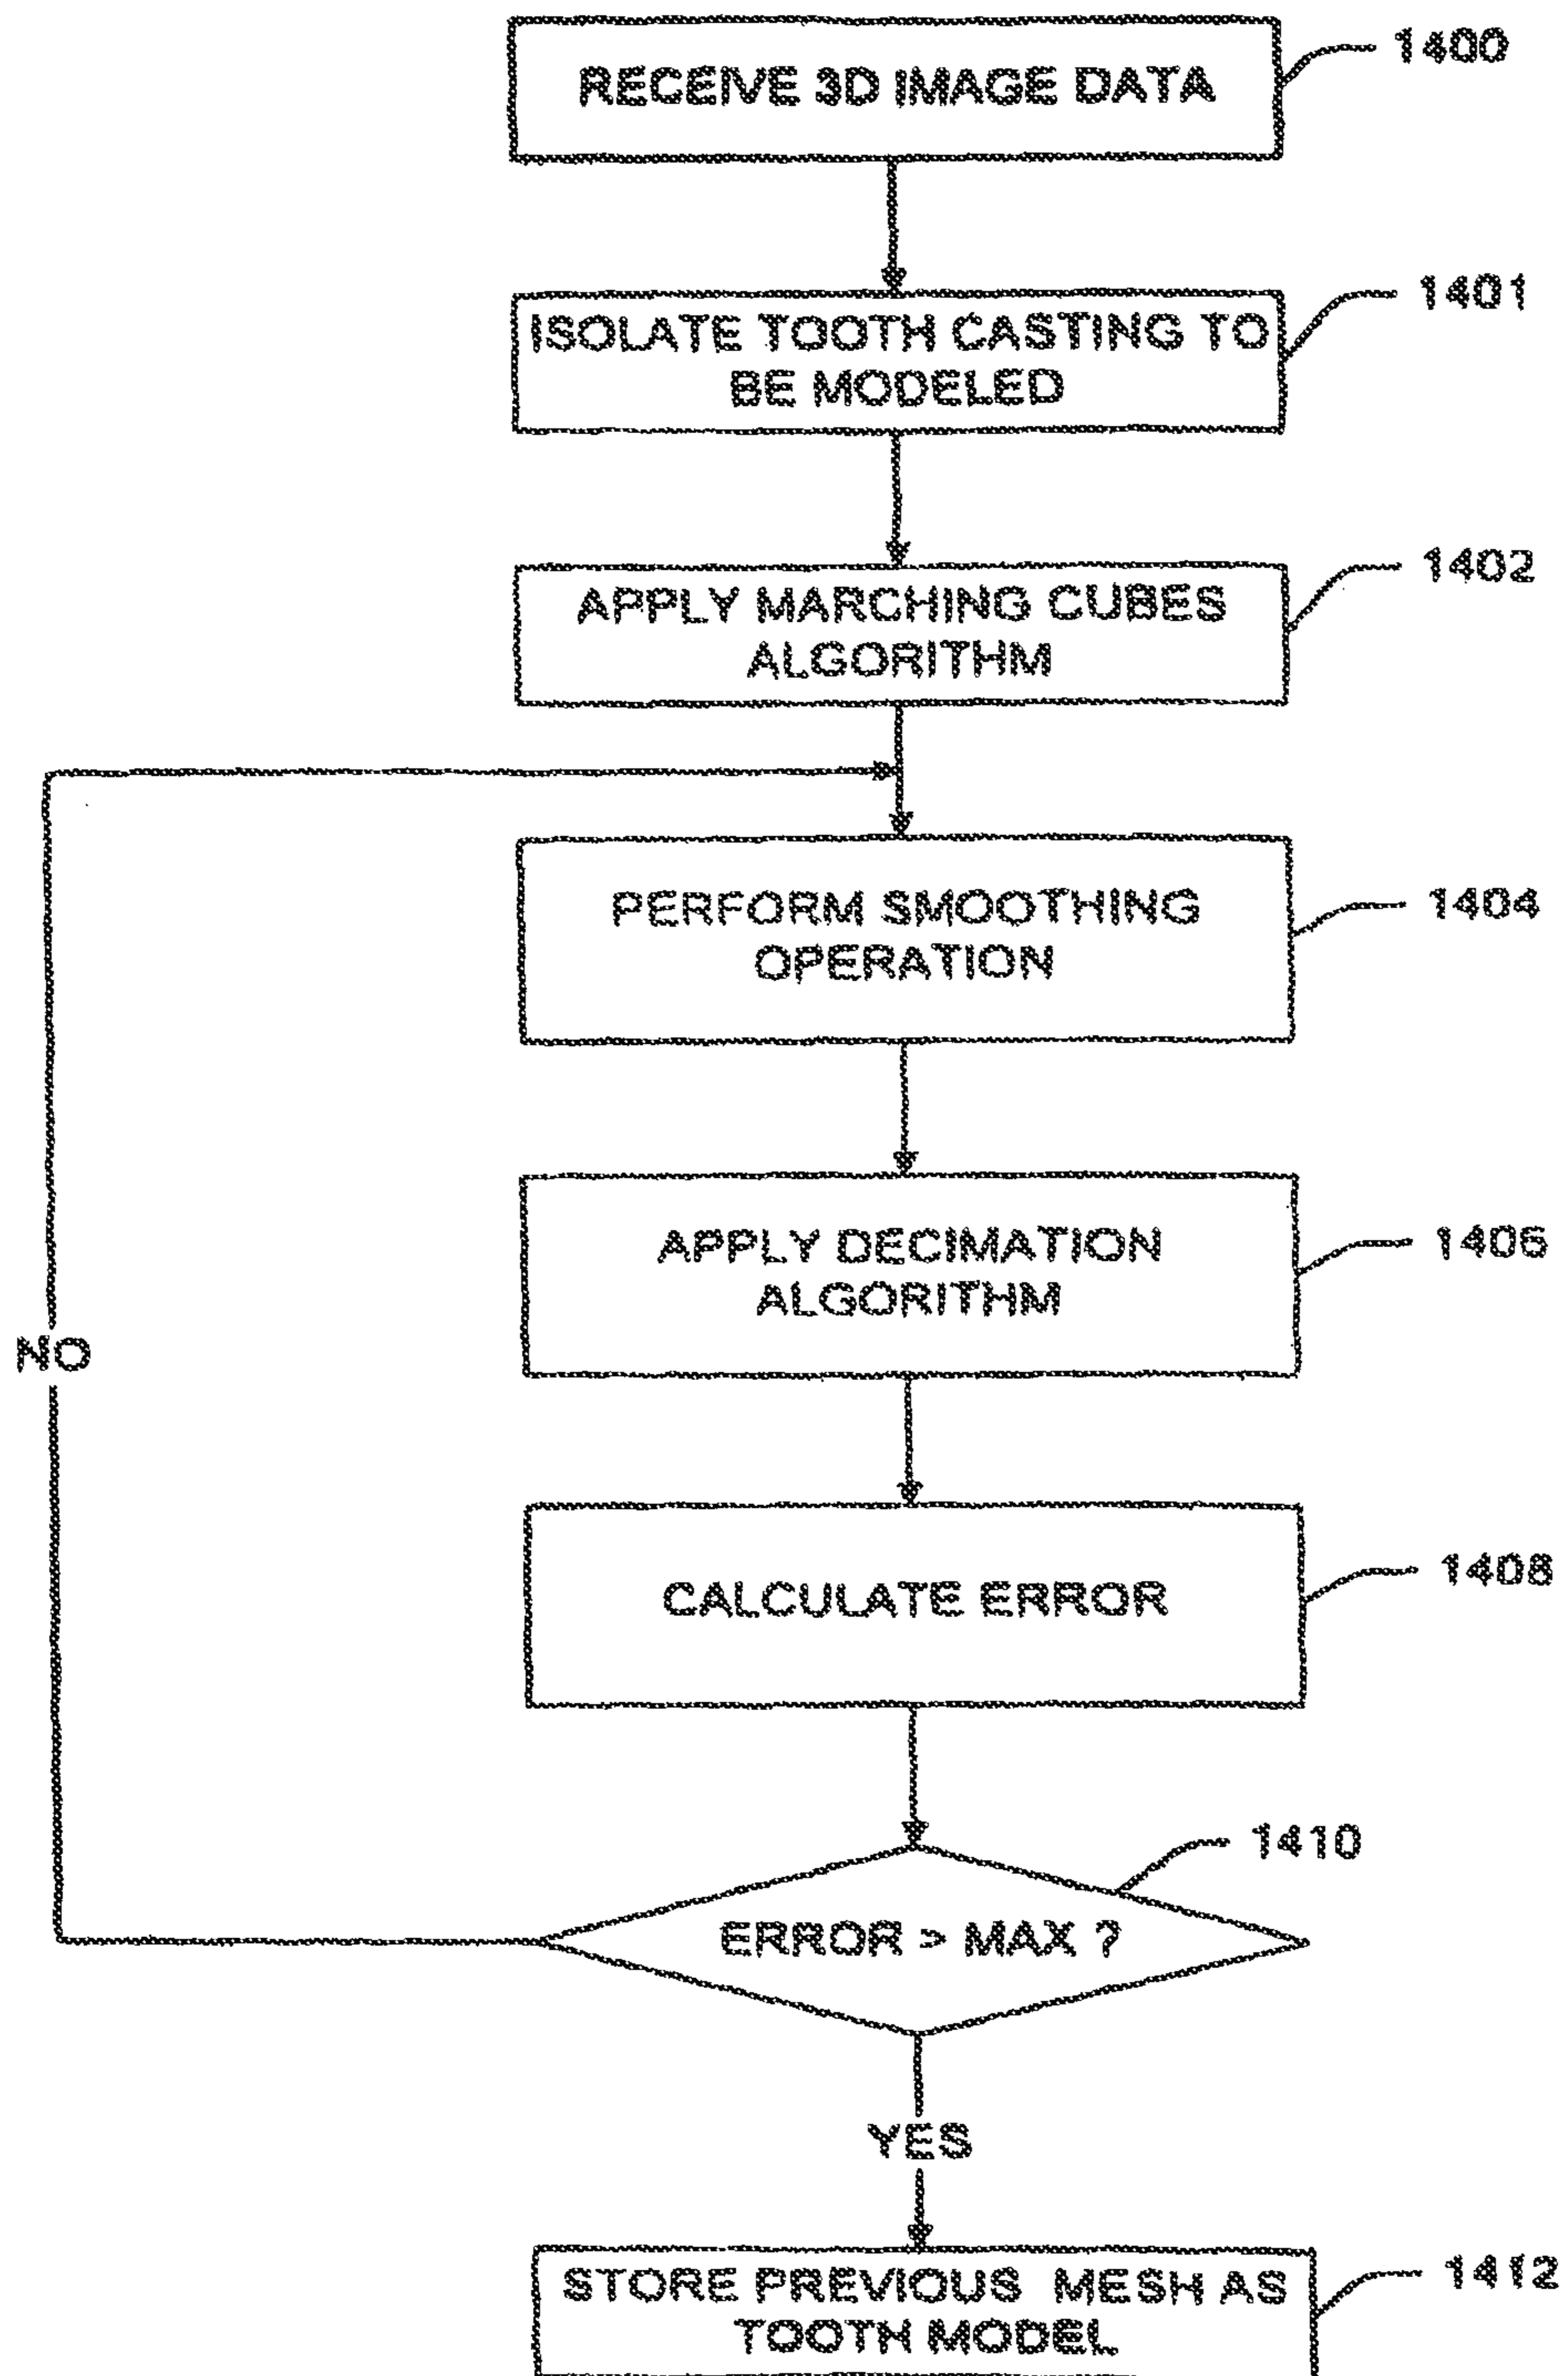 RECEIVE 3D IMAGE DATA
1400
ISOLATE TOOTH CASTING TO
BE MODELED
1401
APPLY MARCHING CUBES
ALGORITHM
1402
PERFORM SMOOTHING
OPERATION
1404
APPLY DECIMATION
ALGORITHM
1406
NO
CALCULATE ERROR
1408
1410
ERROR > MAX ?
YES
STORE PREVIOUS MESH AS
TOOTH MODEL
1412